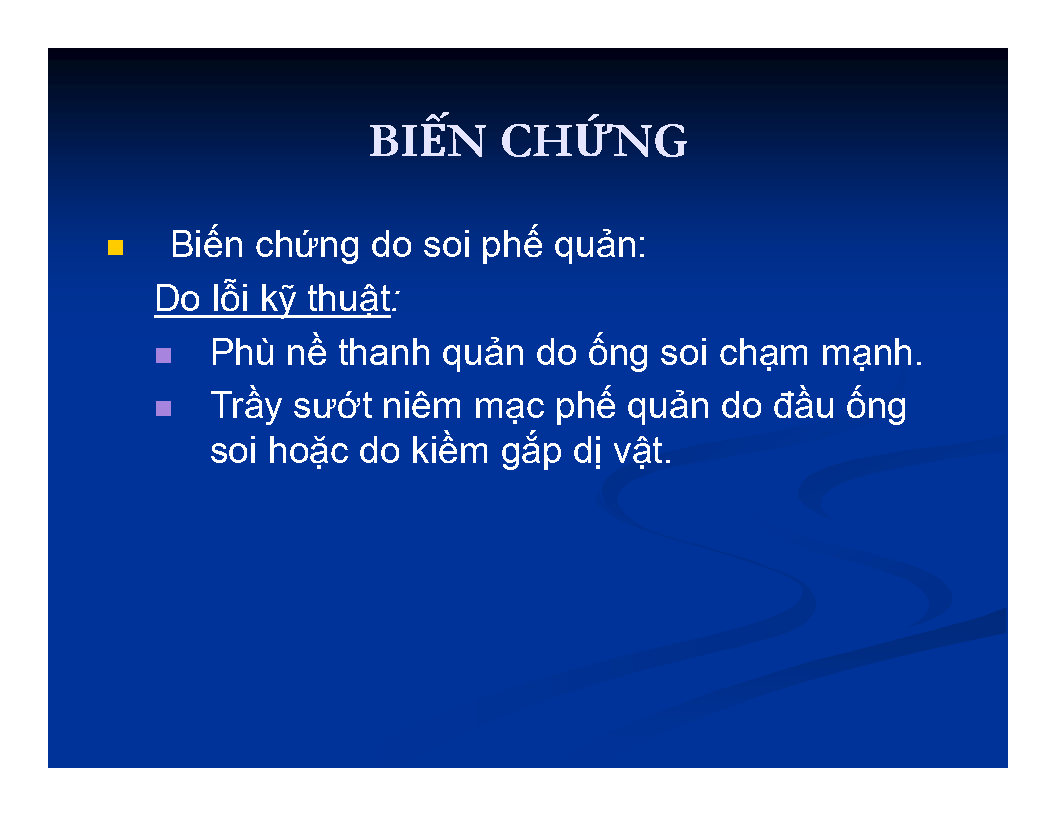 BIẾN CHỨNG
Biến chứng do soi phế quản:
Do lỗi kỹ thuật:
Phù nề thanh quản do ống soi chạm mạnh.
Trầy sướt niêm mạc phế quản do đầu ống
soi hoặc do kiềm gắp dị vật.